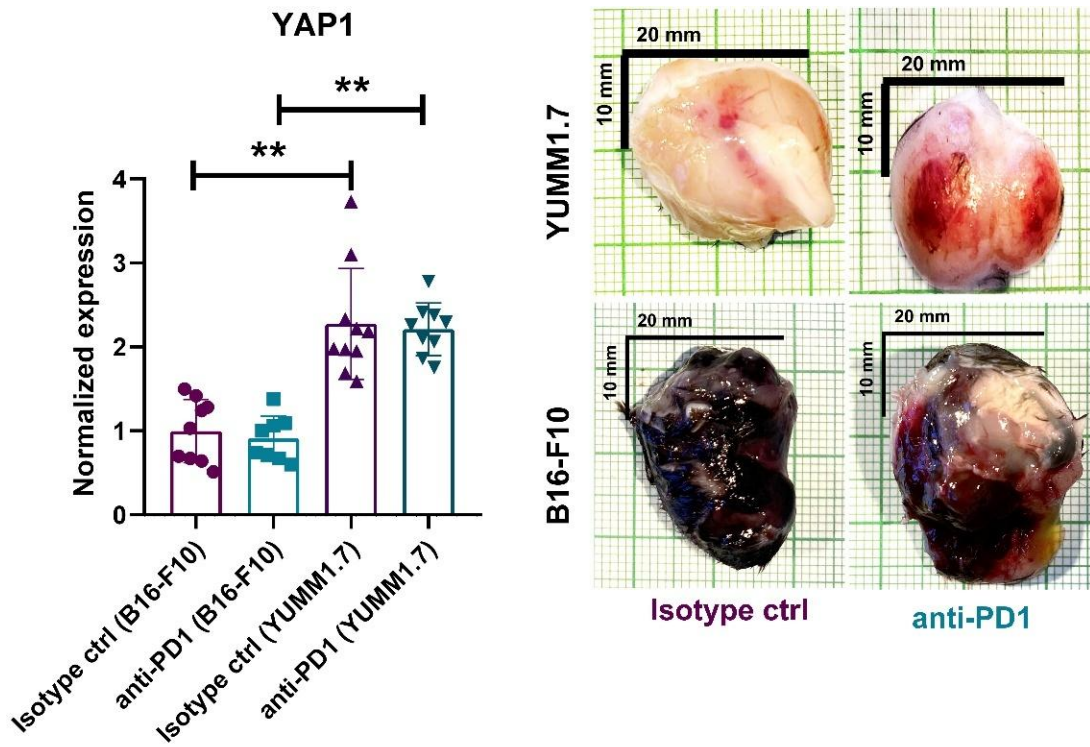 YAP1
**
**
Normalized expression
4
3
2
1
0
Isotype ctrl (B16-F10)
anti-PD1 (B16-F10)
Isotype ctrl (YUMM1.7)
anti-PD1 (YUMM1.7)
YUMM1.7
20 mm
10 mm
20 mm
10 mm
B16-F10
20 mm
10 mm
20 mm
10 mm
Isotype ctrl
anti-PD1